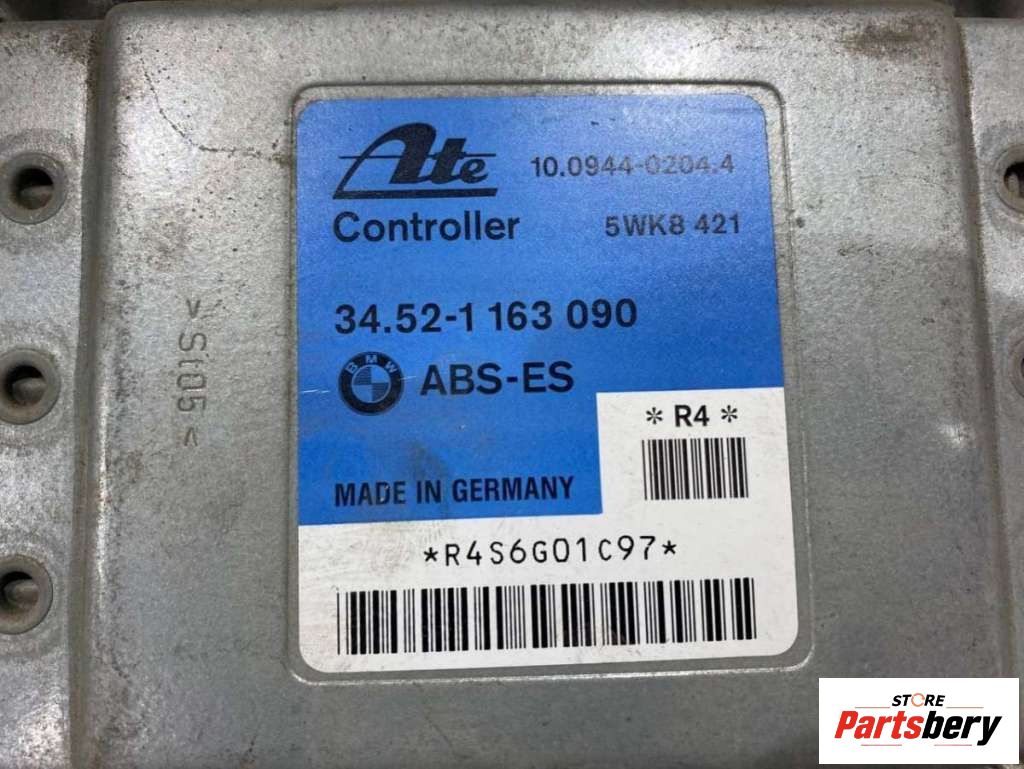 Ate
10.0944-0204.4
Controller
5WK8 421
34.52-1 163 090
BMW
ABS-ES
* R4 *
MADE IN GERMANY
*R4S6G01C97*
>St05<
STORE
Partsbery